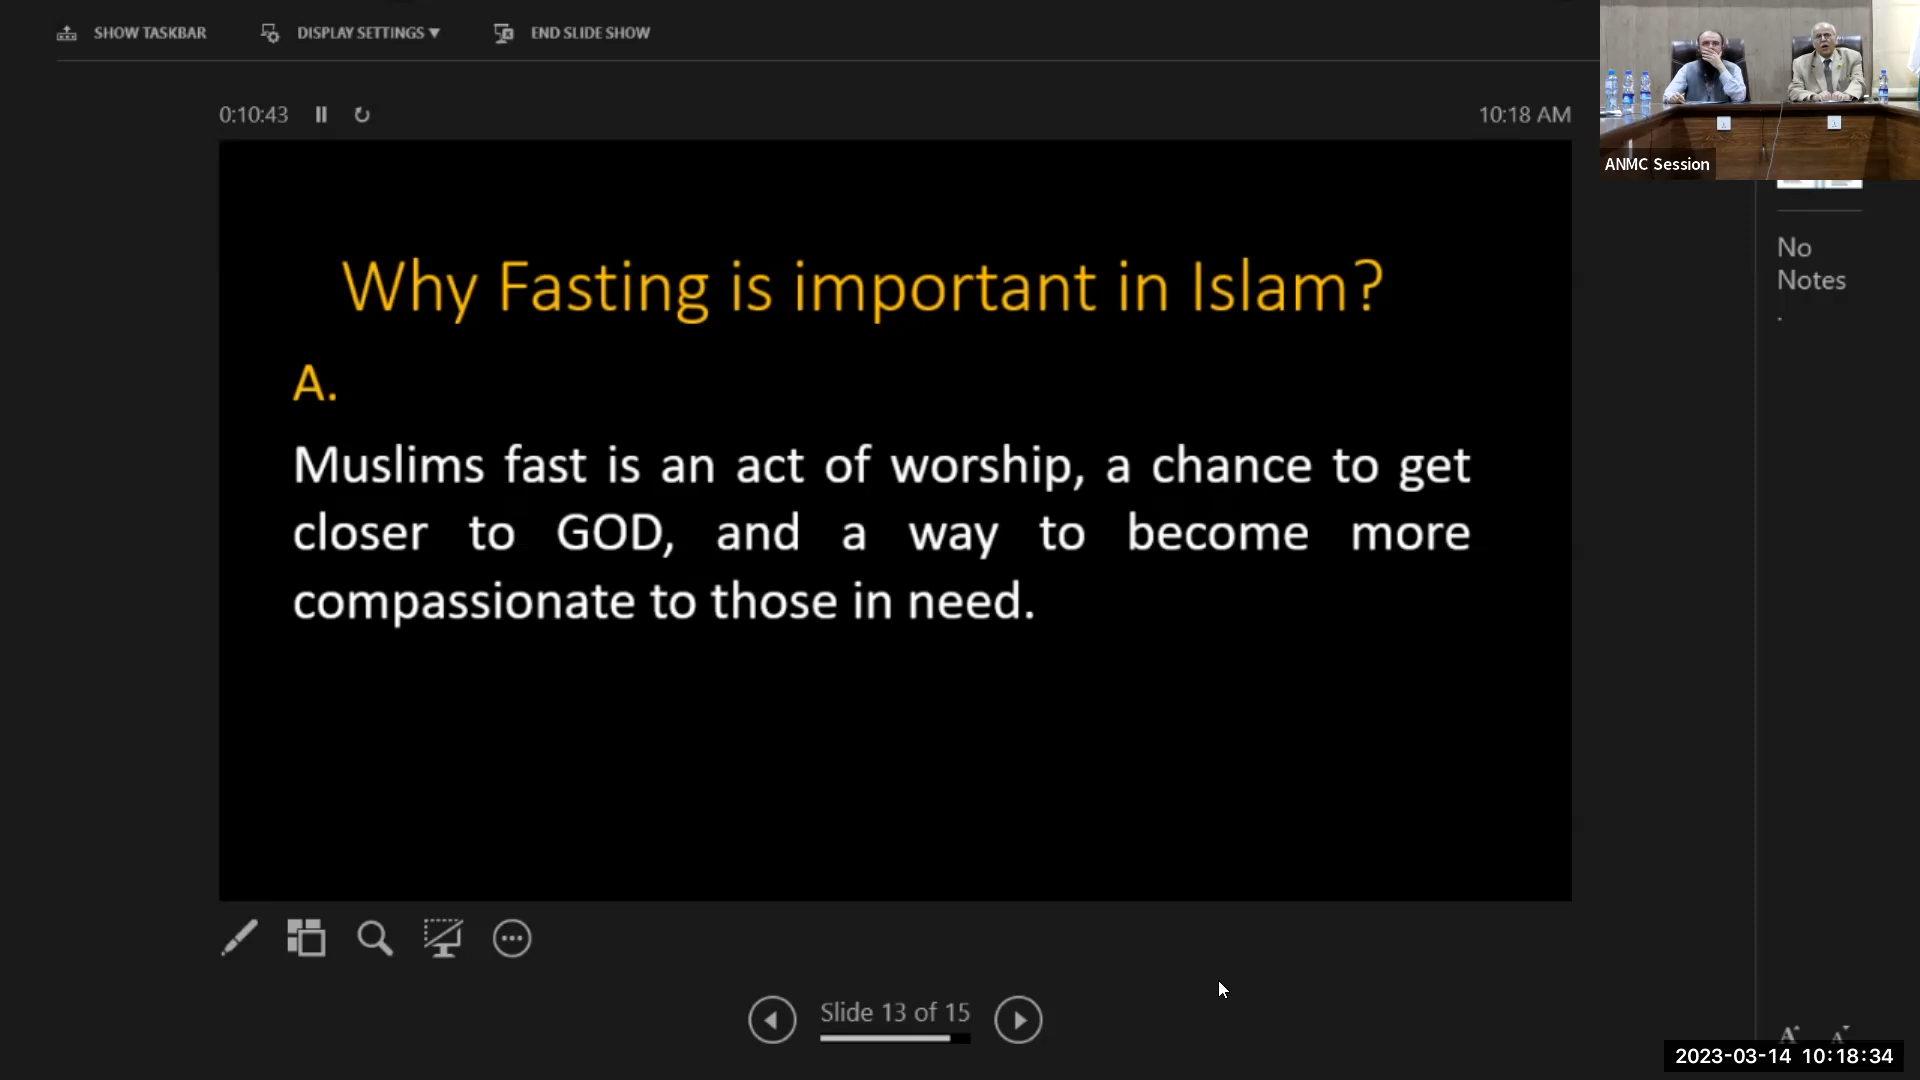 SHOW TASKBAR
DISPLAY SETTINGS ▼
END SLIDE SHOW
0:10:43
10:18 AM
ANMC Session
Why Fasting is important in Islam?
A.
Muslims fast is an act of worship, a chance to get
closer to GOD, and a way to become more
compassionate to those in need.
No
Notes
.
Slide 13 of 15
A A
2023-03-14 10:18:34